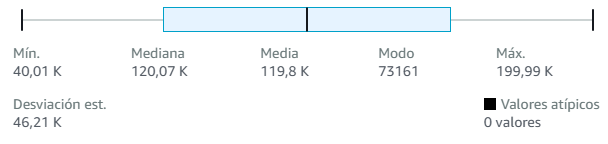 Mín. Mediana Media Modo Máx.
40,01 K 120,07 K 119,8 K 73161 199,99 K
Desviación est. Valores atípicos
46,21 K 0 valores